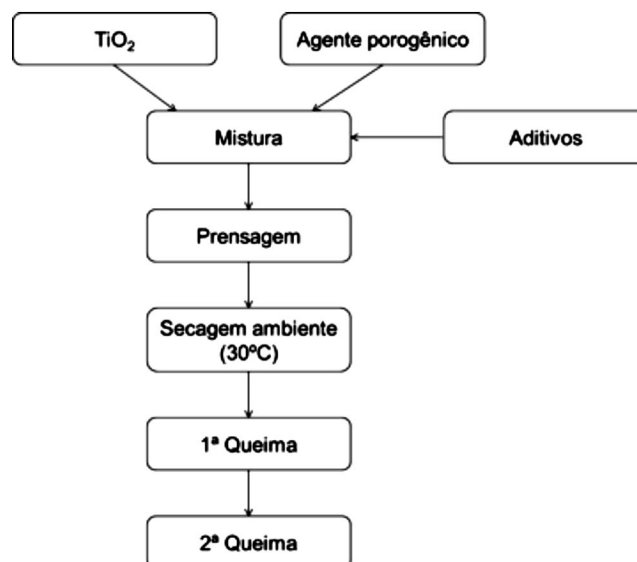 TiO₂
Agente porogênico
Mistura
Aditivos
Prensagem
Secagem ambiente
(30ºC)
1ª Queima
2ª Queima